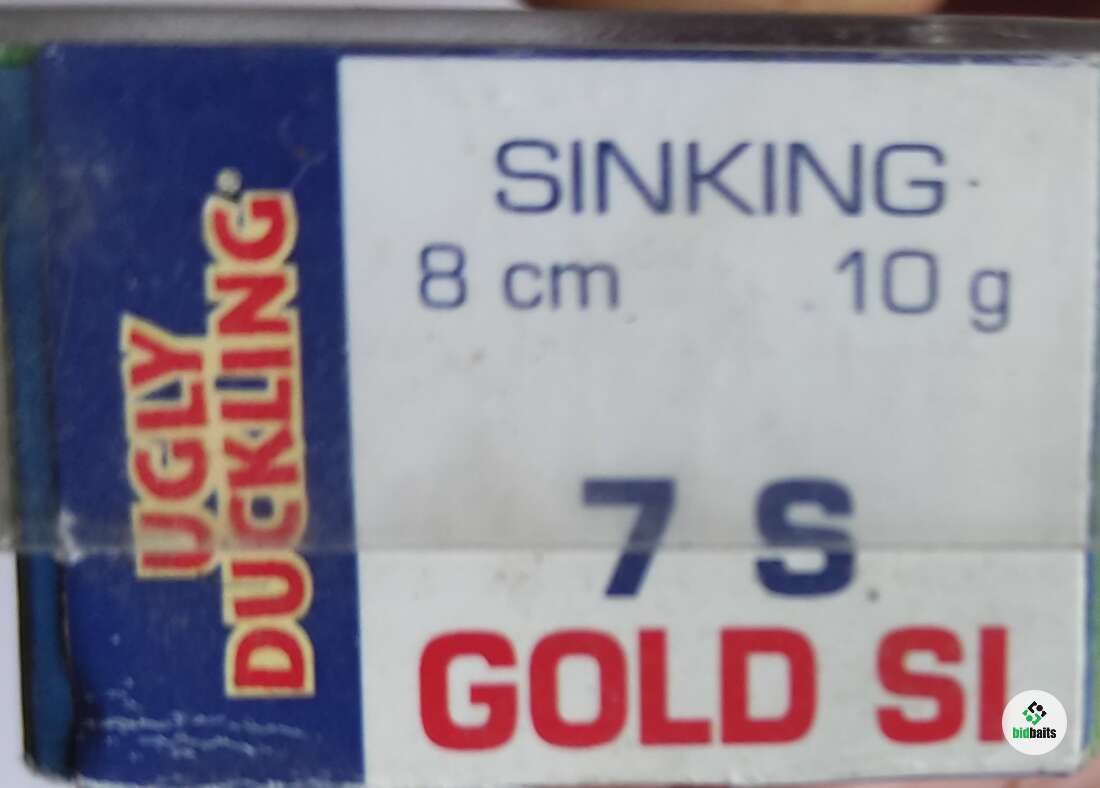 UGLY
DUCKLING®
SINKING
8 cm 10 g
7 S
GOLD SI
bidbaits